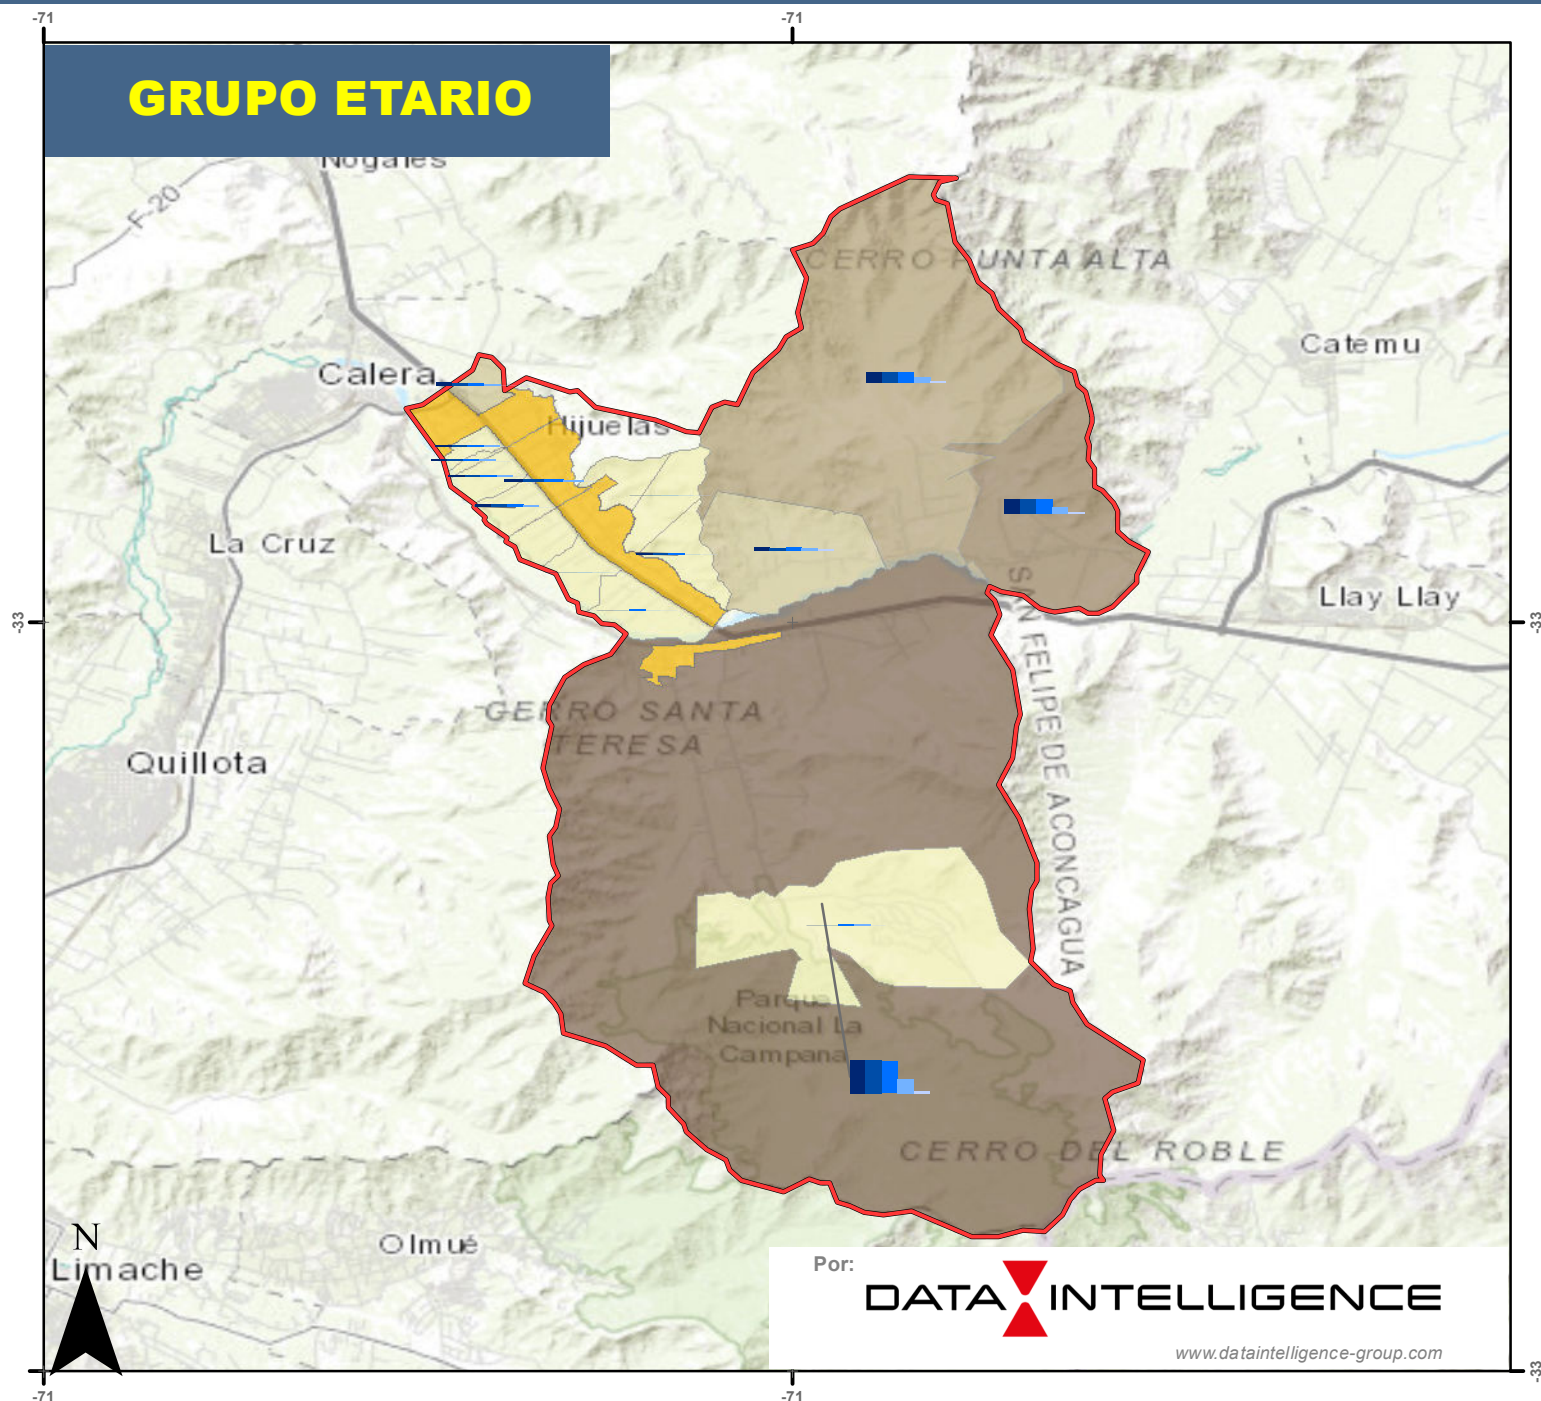 -71
-71
GRUPO ETARIO
Nogales
F-20
CERRO PUNTA ALTA
Catemu
Calera
Hijuelas
La Cruz
Llay Llay
-33
-33
SAN FELIPE DE ACONCAGUA
CERRO SANTA
TERESA
Quillota
Parque
Nacional La
Campana
CERRO DEL ROBLE
N
Olmué
Limache
Por:
DATA INTELLIGENCE
www.dataintelligence-group.com
-33
-71
-71